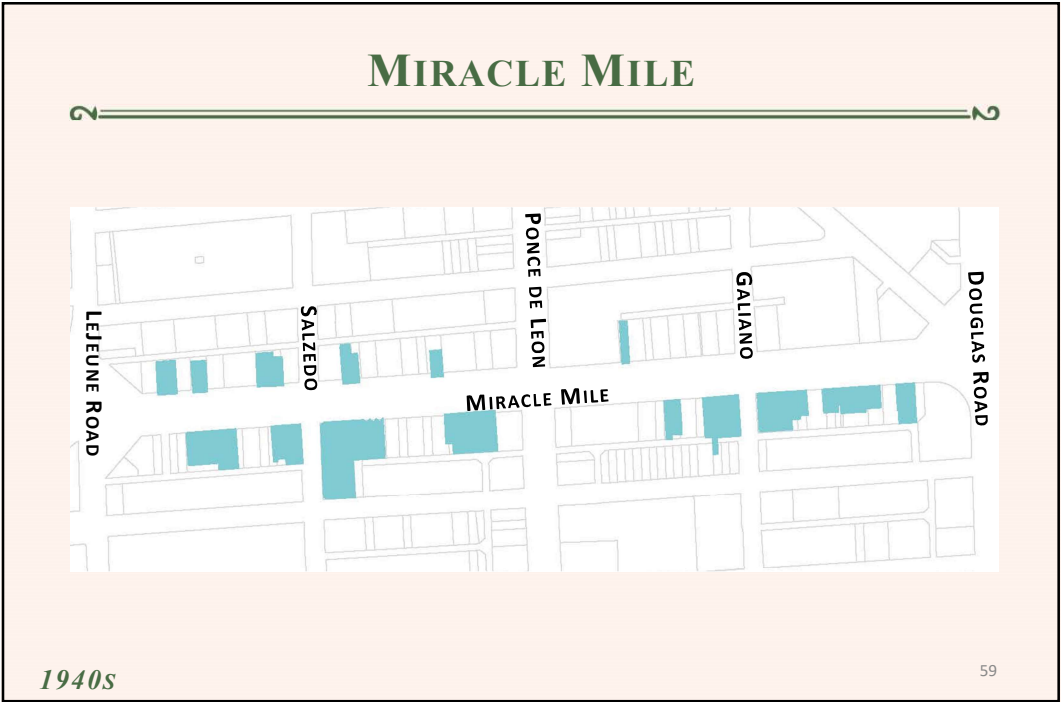 MIRACLE MILE
PONCE DE LEON
GALIANO
DOUGLAS ROAD
LEJEUNE ROAD
SALZEDO
MIRACLE MILE
1940S
59